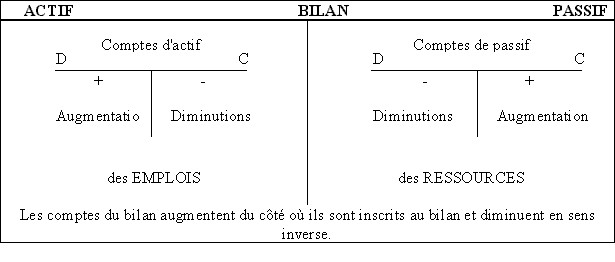 ACTIF BILAN PASSIF
Comptes d'actif Comptes de passif
D C D C
+ - - +
Augmentatio Diminutions Diminutions Augmentation
des EMPLOIS des RESSOURCES
Les comptes du bilan augmentent du côté où ils sont inscrits au bilan et diminuent en sens
inverse.